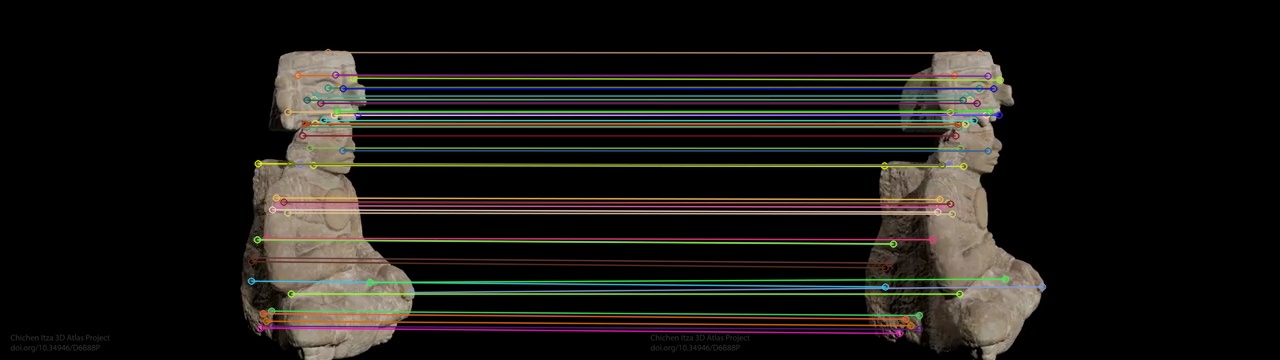 Chichen Itza 3D Atlas Project
doi.org/10.34946/D6B88P
Chichen Itza 3D Atlas Project
doi.org/10.34946/D6B88P